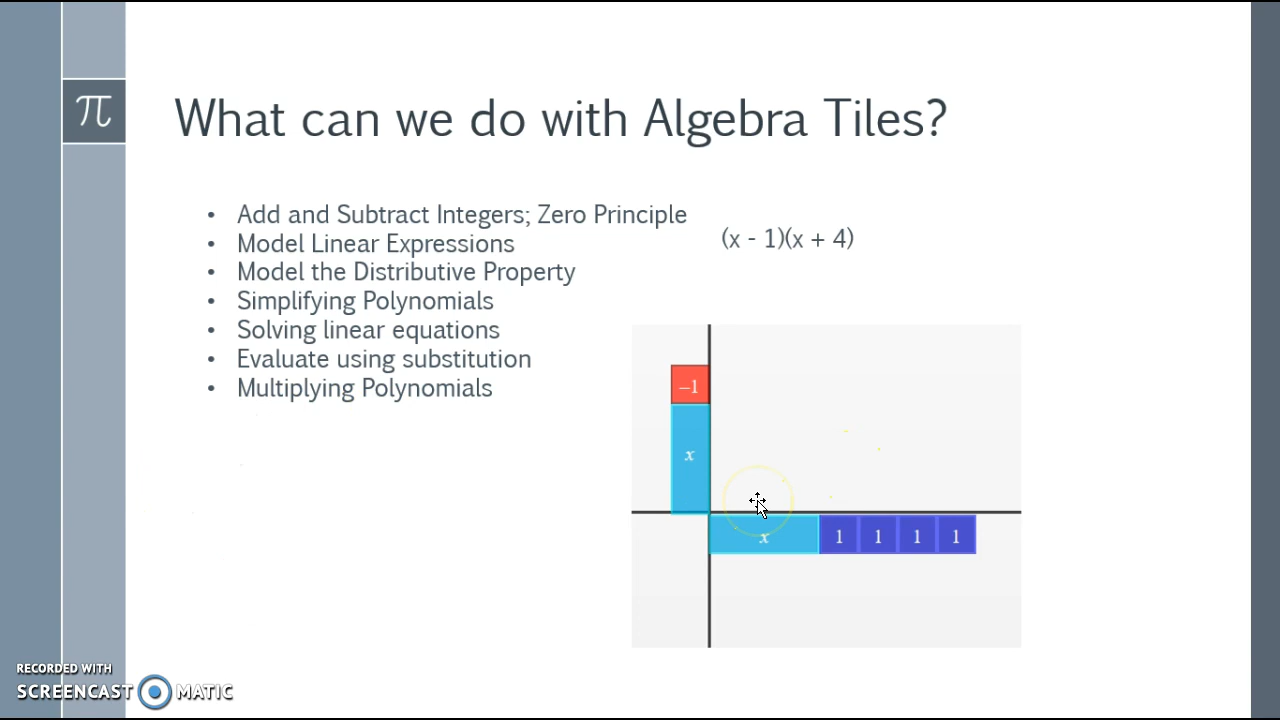 π
What can we do with Algebra Tiles?
• Add and Subtract Integers; Zero Principle
• Model Linear Expressions
• Model the Distributive Property
• Simplifying Polynomials
• Solving linear equations
• Evaluate using substitution
• Multiplying Polynomials
(x - 1)(x + 4)
–1
x
x 1 1 1 1
RECORDED WITH
SCREENCAST MATIC